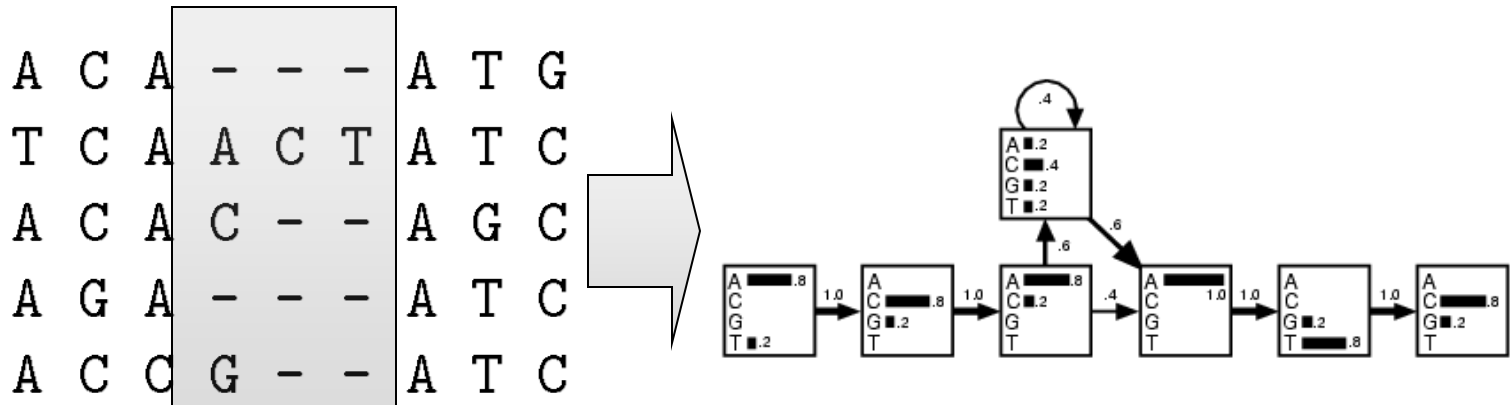 A C A - - - A T G
T C A A C T A T C
A C A C - - A G C
A G A - - - A T C
A C C G - - A T C
.4
A .2
C .4
G .2
T .2
.6
.6
A .8
C
G
T .2
1.0
A
C .8
G .2
T
1.0
A .8
C .2
G
T
.4
A
C 1.0
G
T
1.0
A
C
G .2
T .8
1.0
A
C .8
G .2
T